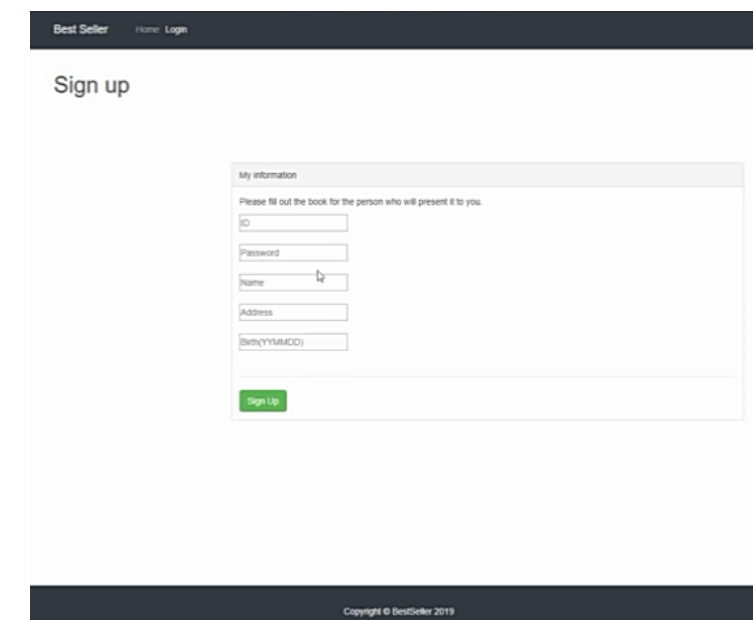 Best Seller Home Login
Sign up
My information
Please fill out the book for the person who will present it to you.
ID
Password
Name
Address
Birth(YYMMDD)
Sign Up
Copyright © BestSeller 2019